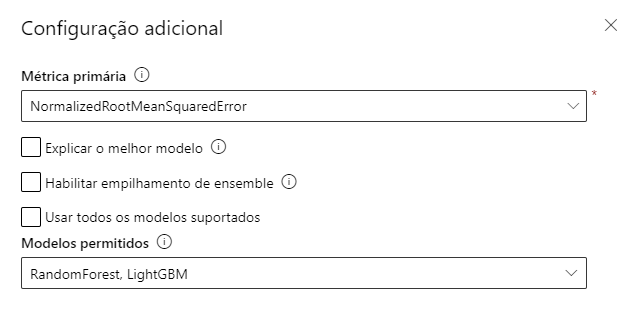 Configuração adicional
Métrica primária
NormalizedRootMeanSquaredError
*
Explicar o melhor modelo
Habilitar empilhamento de ensemble
Usar todos os modelos suportados
Modelos permitidos
RandomForest, LightGBM